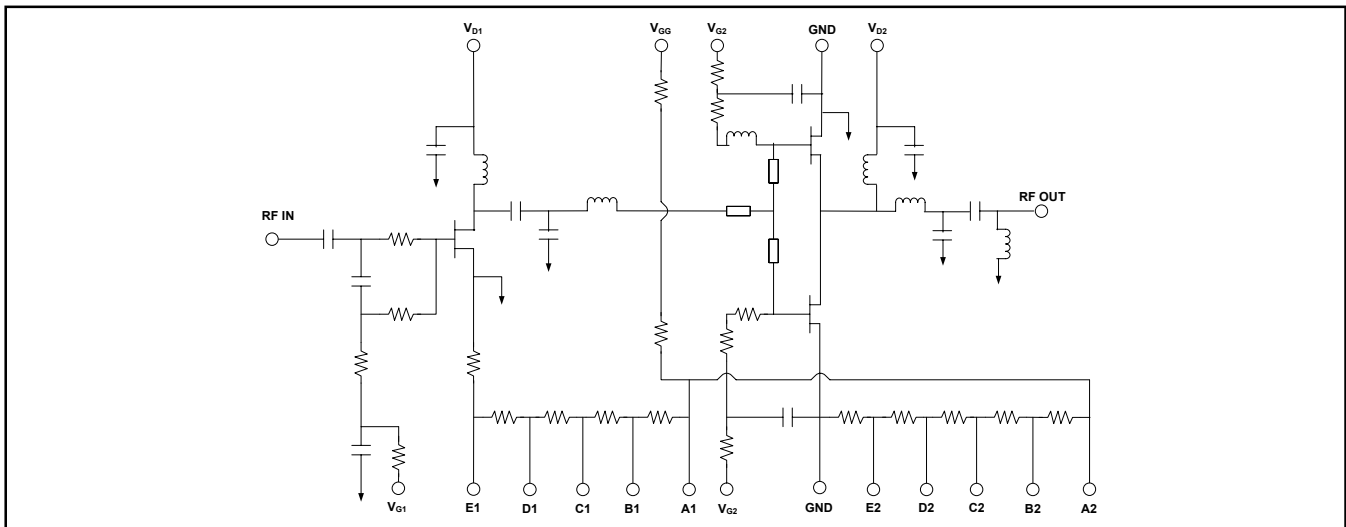 VD1 VGG VG2 GND VD2
RF IN RF OUT
VG1 E1 D1 C1 B1 A1 VG2 GND E2 D2 C2 B2 A2